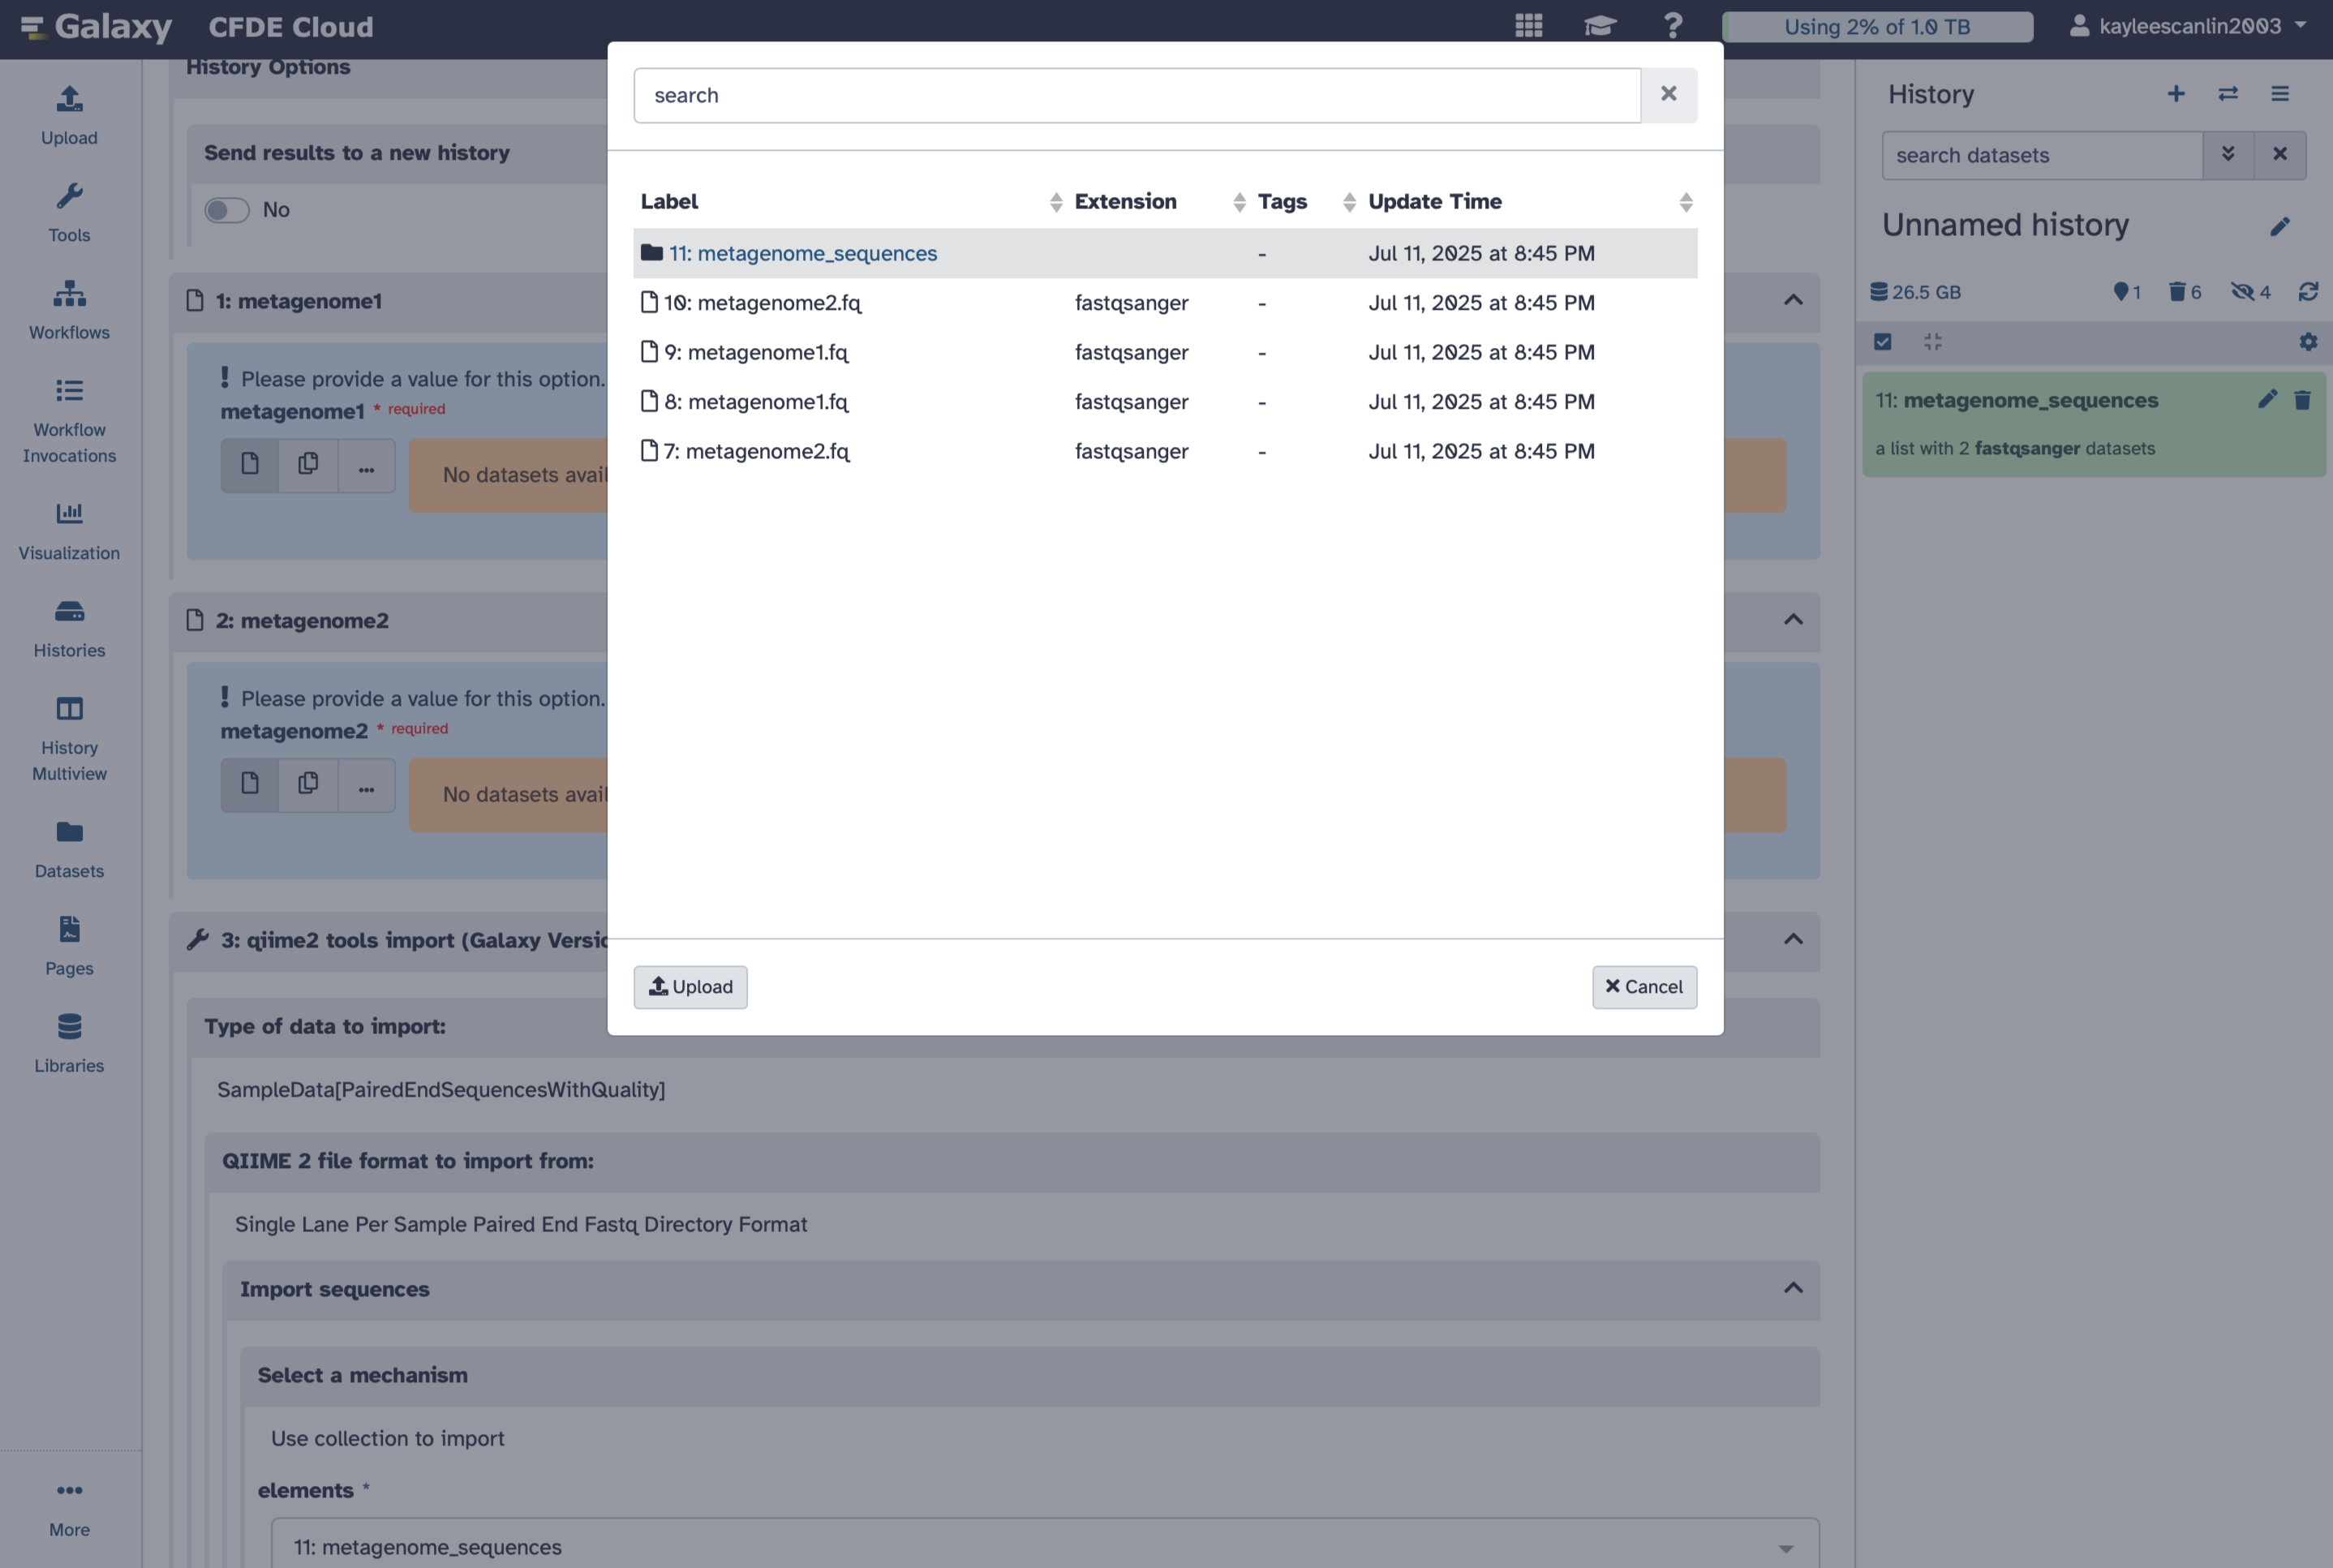 Galaxy CFDE Cloud
Using 2% of 1.0 TB
kayleescanlin2003
Upload
Tools
Workflows
Workflow
Invocations
Visualization
Histories
History
Multiview
Datasets
Pages
Libraries
More
History Options
Send results to a new history
No
1: metagenome1
Please provide a value for this option.
metagenome1 * required
...
No datasets avail
2: metagenome2
Please provide a value for this option.
metagenome2 * required
...
No datasets avail
3: qiime2 tools import (Galaxy Versio
Type of data to import:
SampleData[PairedEndSequencesWithQuality]
QIIME 2 file format to import from:
Single Lane Per Sample Paired End Fastq Directory Format
Import sequences
Select a mechanism
Use collection to import
elements *
11: metagenome_sequences
search
Label Extension Tags Update Time
11: metagenome_sequences - Jul 11, 2025 at 8:45 PM
10: metagenome2.fq fastqsanger - Jul 11, 2025 at 8:45 PM
9: metagenome1.fq fastqsanger - Jul 11, 2025 at 8:45 PM
8: metagenome1.fq fastqsanger - Jul 11, 2025 at 8:45 PM
7: metagenome2.fq fastqsanger - Jul 11, 2025 at 8:45 PM
Upload
Cancel
History
search datasets
Unnamed history
26.5 GB 1 6 4
11: metagenome_sequences
a list with 2 fastqsanger datasets